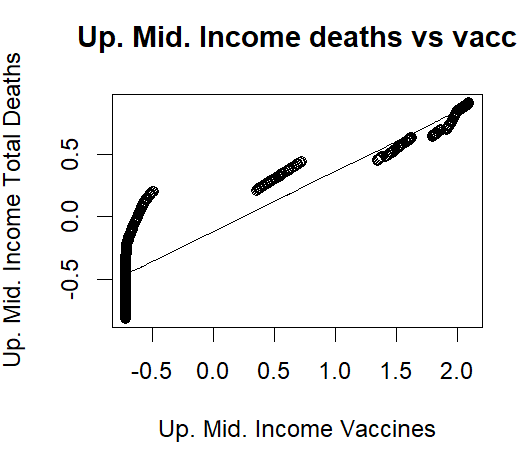 Up. Mid. Income deaths vs vacc
Up. Mid. Income Total Deaths
0.5
0.0
-0.5
-0.5 0.0 0.5 1.0 1.5 2.0
Up. Mid. Income Vaccines